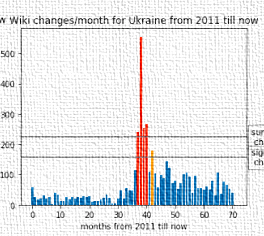 Wiki changes/month for Ukraine from 2011 till now
500
400
300
200
100
0
sur
ch
sig
ch
0 10 20 30 40 50 60 70
months from 2011 till now